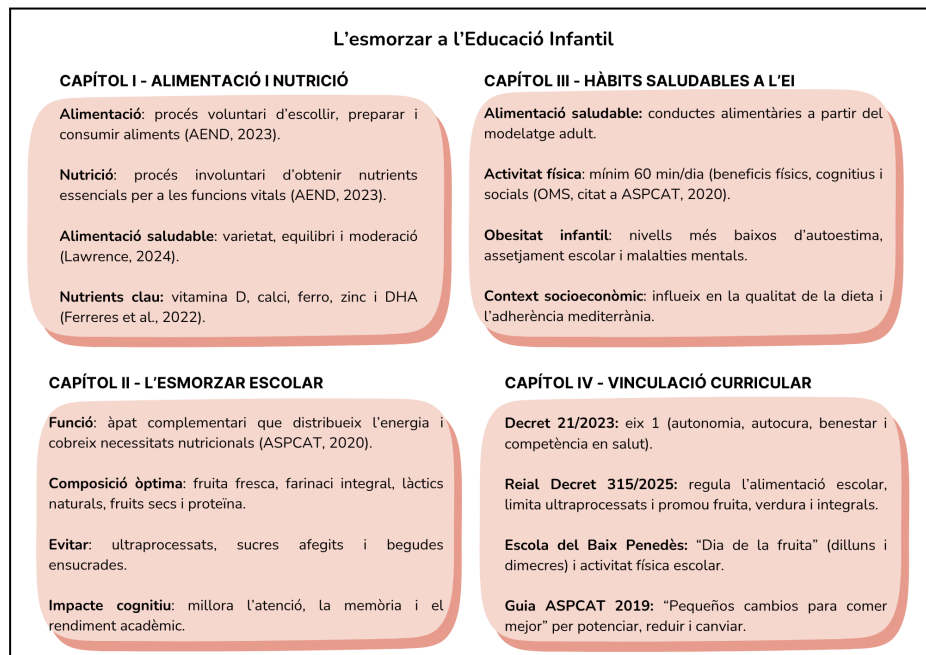 L'esmorzar a l'Educació Infantil
CAPÍTOL I - ALIMENTACIÓ I NUTRICIÓ
Alimentació: procés voluntari d'escollir, preparar i
consumir aliments (AEND, 2023).
Nutrició: procés involuntari d'obtenir nutrients
essencials per a les funcions vitals (AEND, 2023).
Alimentació saludable: varietat, equilibri i moderació
(Lawrence, 2024).
Nutrients clau: vitamina D, calci, ferro, zinc i DHA
(Ferreres et al., 2022).
CAPÍTOL II - L'ESMORZAR ESCOLAR
Funció: àpat complementari que distribueix l'energia i
cobreix necessitats nutricionals (ASPCAT, 2020).
Composició òptima: fruita fresca, farinaci integral, làctics
naturals, fruits secs i proteïna.
Evitar: ultraprocessats, sucres afegits i begudes
ensucrades.
Impacte cognitiu: millora l'atenció, la memòria i el
rendiment acadèmic.
CAPÍTOL III - HÀBITS SALUDABLES A L'EI
Alimentació saludable: conductes alimentàries a partir del
modelatge adult.
Activitat física: mínim 60 min/dia (beneficis físics, cognitius i
socials (OMS, citat a ASPCAT, 2020).
Obesitat infantil: nivells més baixos d'autoestima,
assetjament escolar i malalties mentals.
Context socioeconòmic: influeix en la qualitat de la dieta i
l'adherència mediterrània.
CAPÍTOL IV - VINCULACIÓ CURRICULAR
Decret 21/2023: eix 1 (autonomia, autocura, benestar i
competència en salut).
Reial Decret 315/2025: regula l'alimentació escolar,
limita ultraprocessats i promou fruita, verdura i integrals.
Escola del Baix Penedès: "Dia de la fruita" (dilluns i
dimecres) i activitat física escolar.
Guia ASPCAT 2019: "Pequeños cambios para comer
mejor" per potenciar, reduir i canviar.